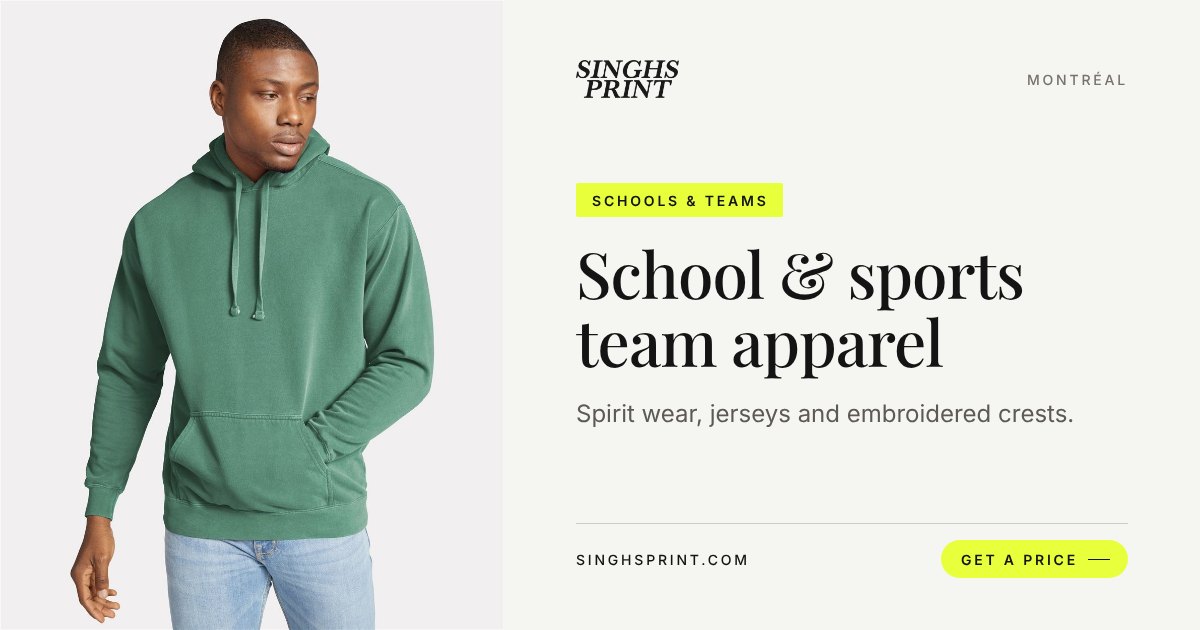 SINGHS
PRINT
MONTRÉAL
SCHOOLS & TEAMS
School & sports
team apparel
Spirit wear, jerseys and embroidered crests.
SINGHSPRINT.COM
GET A PRICE —